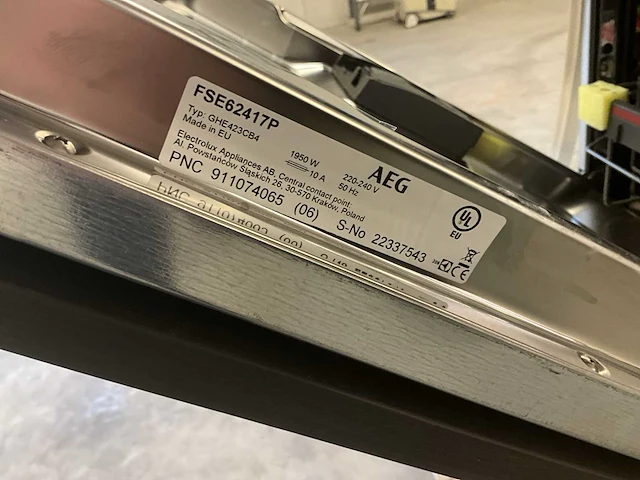 FSE62417P
Typ: GHE423CB4
Made in EU
1950 W
10 A
220-240 V
50 Hz
AEG
Electrolux Appliances AB, Central contact point:
Al. Powstańców Śląskich 26, 30-570 Kraków, Poland
PNC 911074065 (06) S-No 22337543
UL
EU
CE